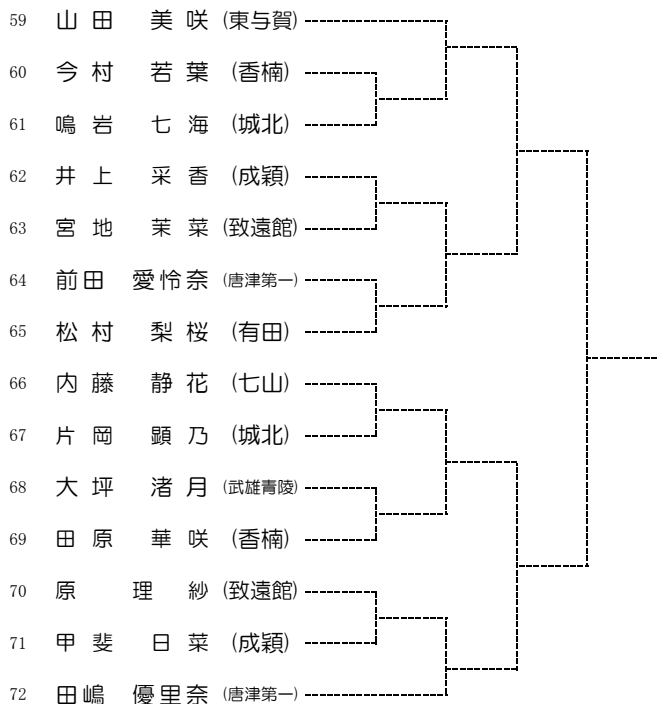 59 山田 美咲 (東与賀)
60 今村 若葉 (香楠)
61 鳴岩 七海 (城北)
62 井上 采香 (成穎)
63 宮地 茉菜 (致遠館)
64 前田 愛怜奈 (唐津第一)
65 松村 梨桜 (有田)
66 内藤 静花 (七山)
67 片岡 顕乃 (城北)
68 大坪 渚月 (武雄青陵)
69 田原 華咲 (香楠)
70 原 理紗 (致遠館)
71 甲斐 日菜 (成穎)
72 田嶋 優里奈 (唐津第一)